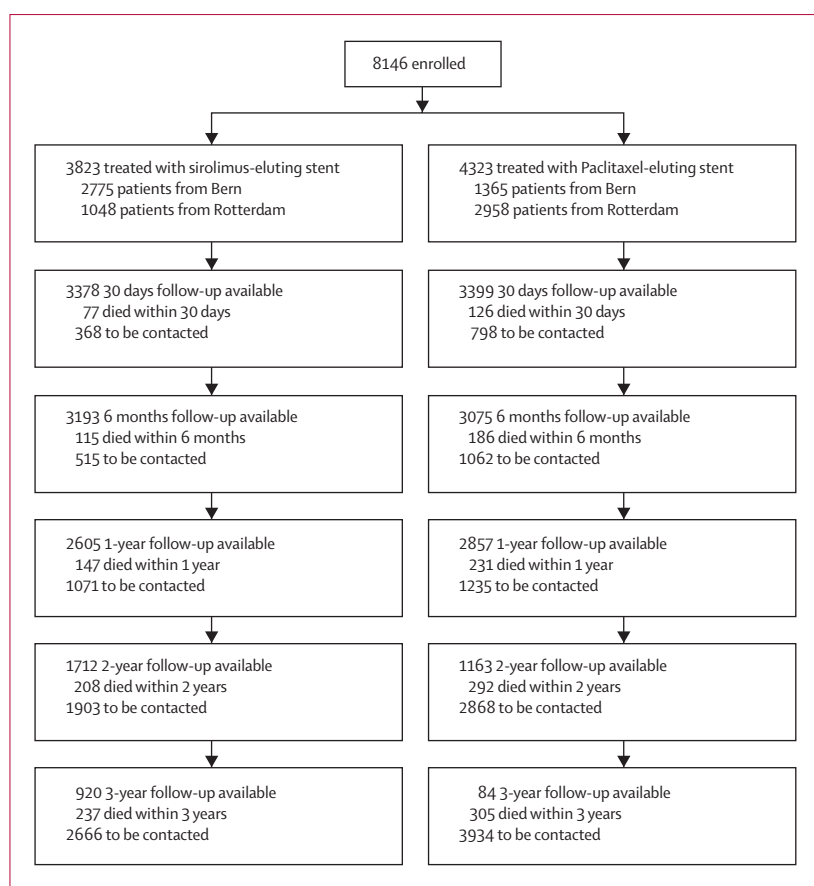 8146 enrolled
3823 treated with sirolimus-eluting stent
2775 patients from Bern
1048 patients from Rotterdam
4323 treated with Paclitaxel-eluting stent
1365 patients from Bern
2958 patients from Rotterdam
3378 30 days follow-up available
77 died within 30 days
368 to be contacted
3399 30 days follow-up available
126 died within 30 days
798 to be contacted
3193 6 months follow-up available
115 died within 6 months
515 to be contacted
3075 6 months follow-up available
186 died within 6 months
1062 to be contacted
2605 1-year follow-up available
147 died within 1 year
1071 to be contacted
2857 1-year follow-up available
231 died within 1 year
1235 to be contacted
1712 2-year follow-up available
208 died within 2 years
1903 to be contacted
1163 2-year follow-up available
292 died within 2 years
2868 to be contacted
920 3-year follow-up available
237 died within 3 years
2666 to be contacted
84 3-year follow-up available
305 died within 3 years
3934 to be contacted